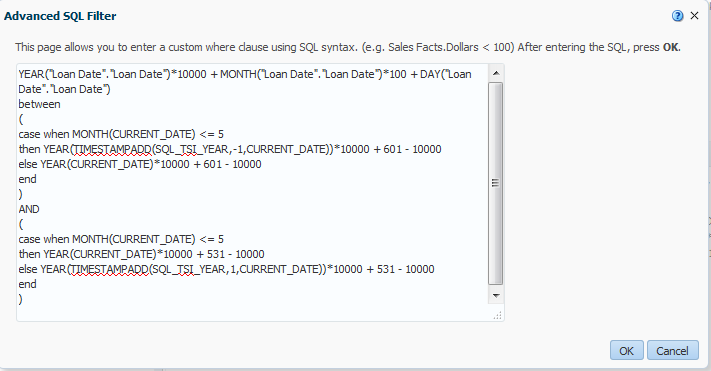 Advanced SQL Filter
This page allows you to enter a custom where clause using SQL syntax. (e.g. Sales Facts.Dollars < 100) After entering the SQL, press OK.
YEAR("Loan Date"."Loan Date")*10000 + MONTH("Loan Date"."Loan Date")*100 + DAY("Loan
Date"."Loan Date")
between
(
case when MONTH(CURRENT_DATE) <= 5
then YEAR(TIMESTAMPADD(SQL_TSI_YEAR,-1,CURRENT_DATE))*10000 + 601 - 10000
else YEAR(CURRENT_DATE)*10000 + 601 - 10000
end
)
AND
(
case when MONTH(CURRENT_DATE) <= 5
then YEAR(CURRENT_DATE)*10000 + 531 - 10000
else YEAR(TIMESTAMPADD(SQL_TSI_YEAR,1,CURRENT_DATE))*10000 + 531 - 10000
end
)
OK Cancel